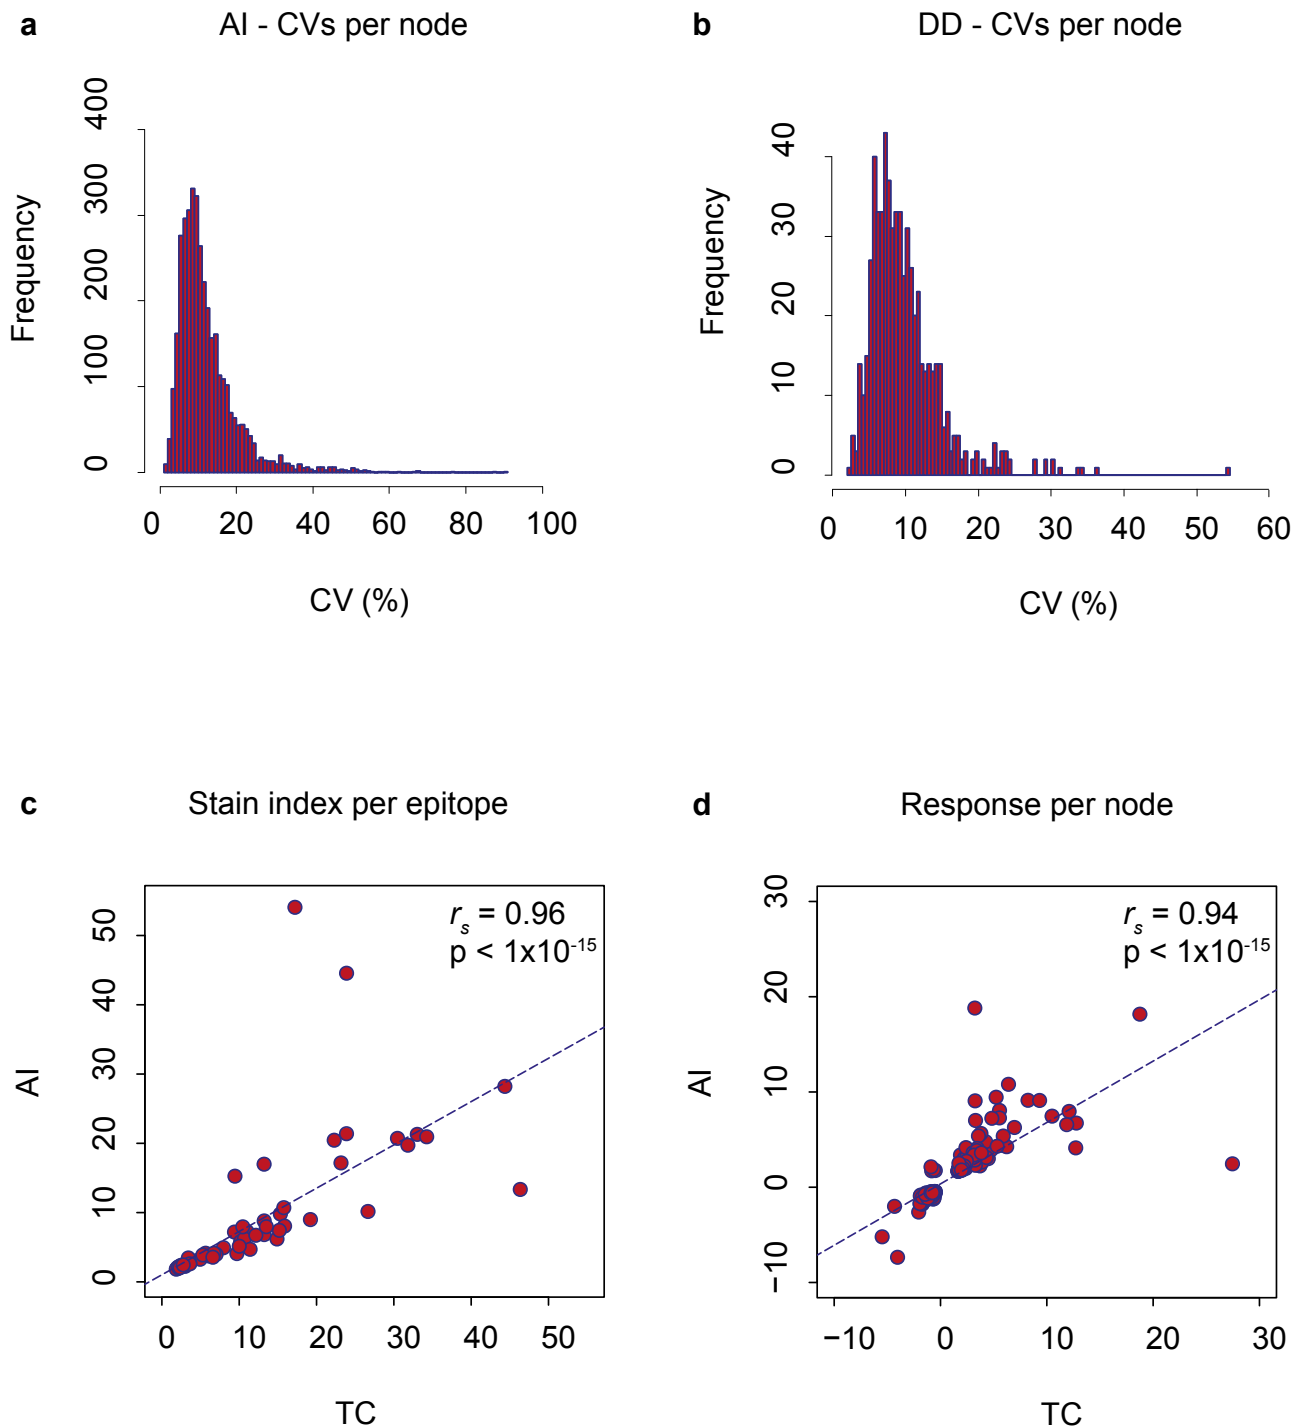 a
AI - CVs per node
400
300
200
100
0
Frequency
0 20 40 60 80 100
CV (%)
b
DD - CVs per node
40
30
20
10
0
Frequency
0 10 20 30 40 50 60
CV (%)
c
Stain index per epitope
r_s = 0.96
p < 1x10^-15
50
40
30
20
10
0
AI
0 10 20 30 40 50
TC
d
Response per node
r_s = 0.94
p < 1x10^-15
30
20
10
0
−10
AI
−10 0 10 20 30
TC